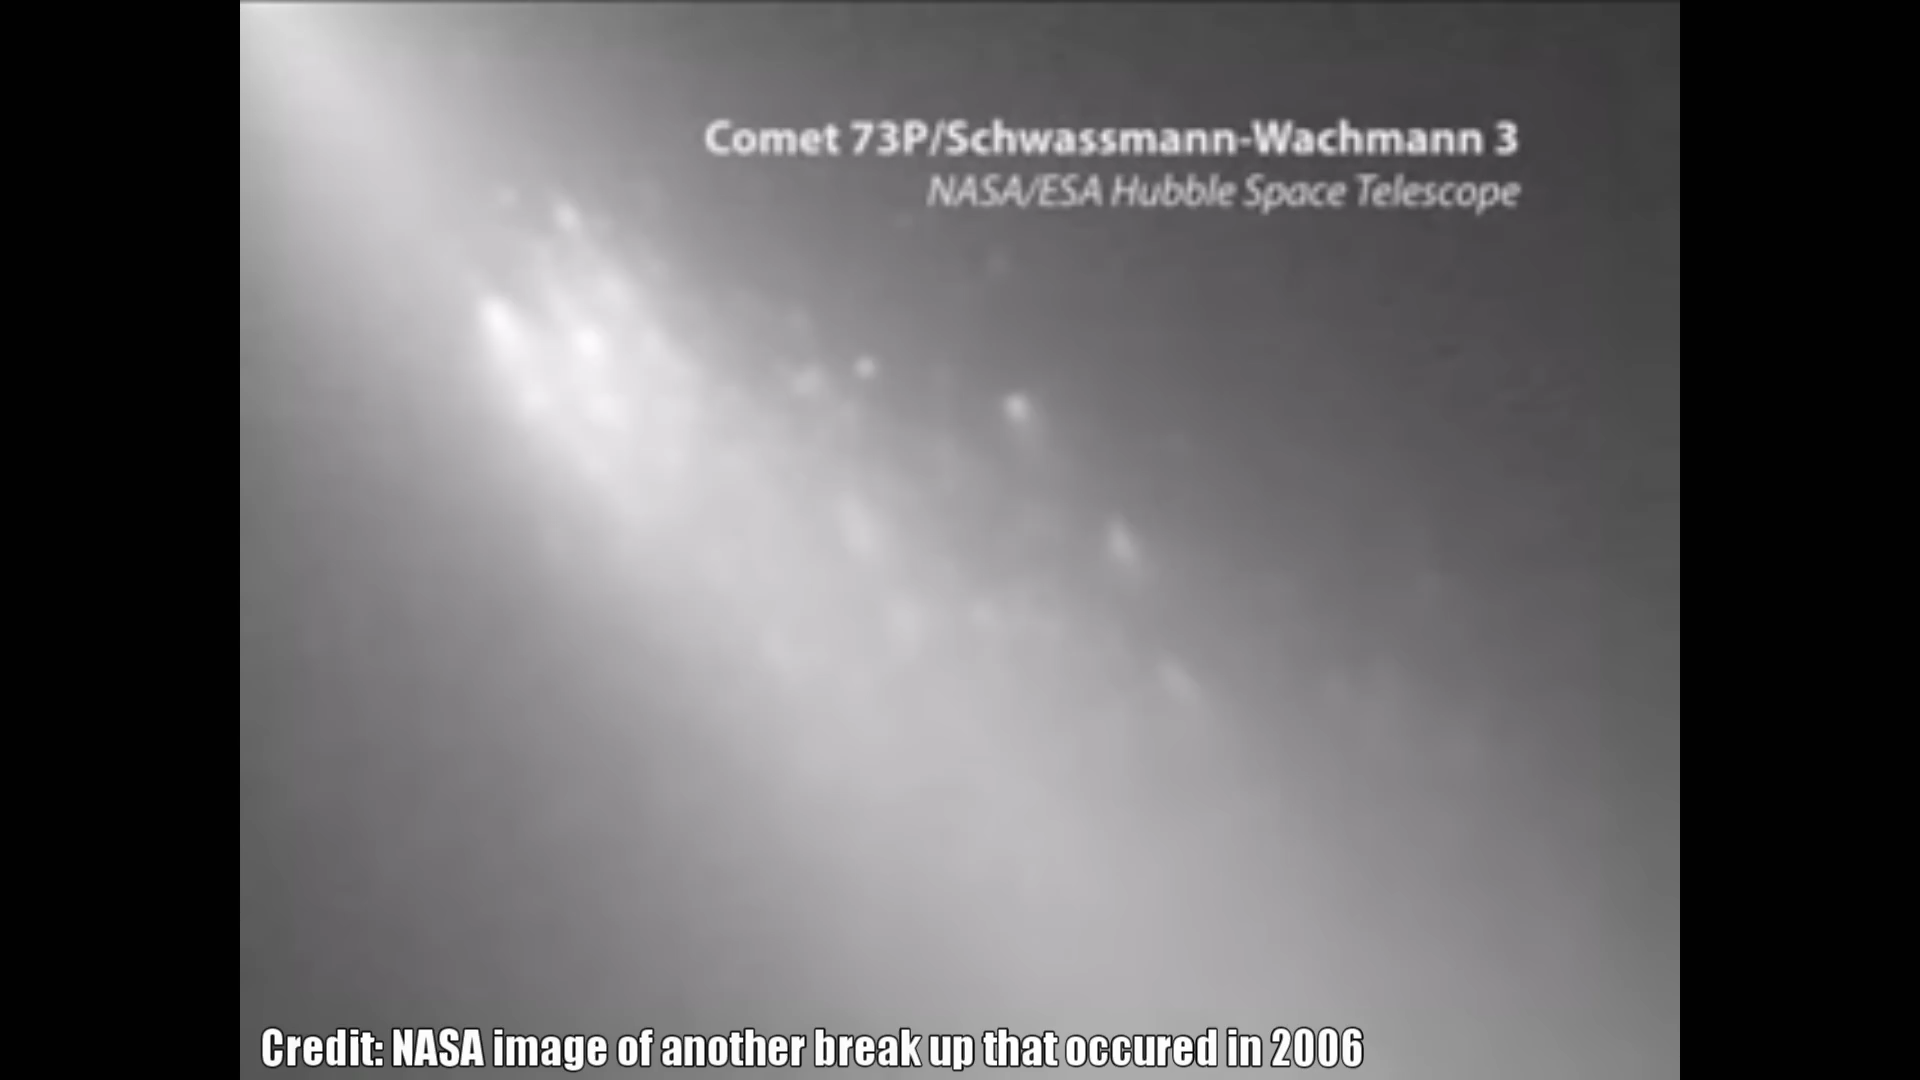 Comet 73P/Schwassmann-Wachmann 3
NASA/ESA Hubble Space Telescope
Credit: NASA image of another break up that occured in 2006